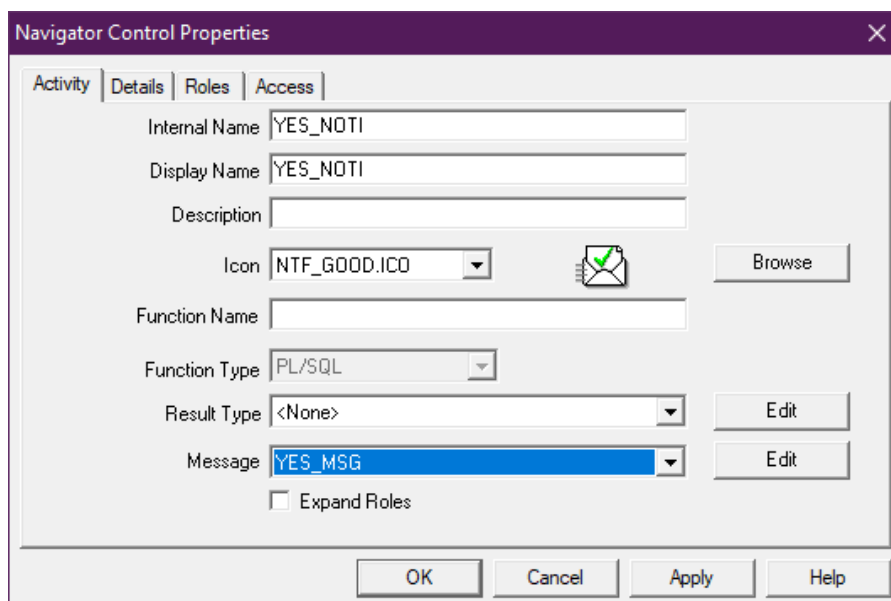 Navigator Control Properties
Activity Details Roles Access
Internal Name YES_NOTI
Display Name YES_NOTI
Description
Icon NTF_GOOD.ICO Browse
Function Name
Function Type PL/SQL
Result Type <None> Edit
Message YES_MSG Edit
Expand Roles
OK Cancel Apply Help